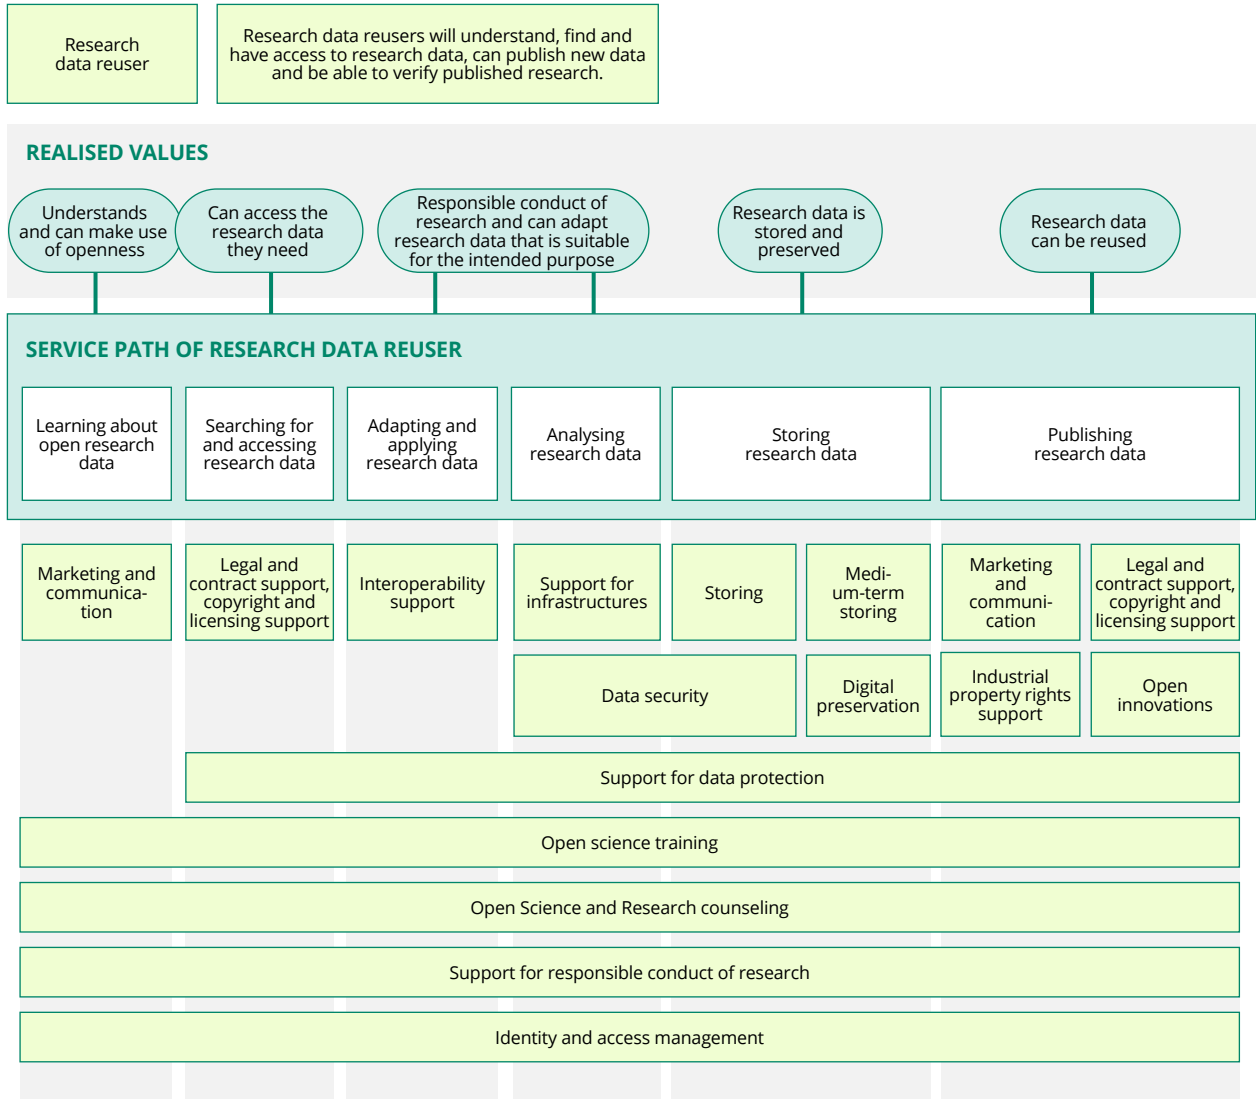 Research
data reuser
Research data reusers will understand, find and
have access to research data, can publish new data
and be able to verify published research.
REALISED VALUES
Understands
and can make use
of openness
Can access the
research data
they need
Responsible conduct of
research and can adapt
research data that is suitable
for the intended purpose
Research data is
stored and
preserved
Research data
can be reused
SERVICE PATH OF RESEARCH DATA REUSER
Learning about
open research
data
Searching for
and accessing
research data
Adapting and
applying
research data
Analysing
research data
Storing
research data
Publishing
research data
Marketing and
communica-
tion
Legal and
contract support,
copyright and
licensing support
Interoperability
support
Support for
infrastructures
Storing
Medi-
um-term
storing
Marketing
and
communi-
cation
Legal and
contract support,
copyright and
licensing support
Data security
Digital
preservation
Industrial
property rights
support
Open
innovations
Support for data protection
Open science training
Open Science and Research counseling
Support for responsible conduct of research
Identity and access management